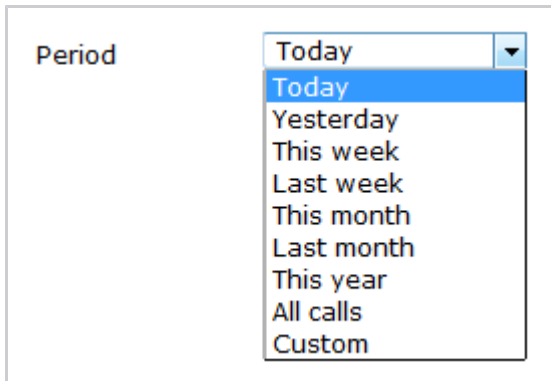 Period Today
Today
Yesterday
This week
Last week
This month
Last month
This year
All calls
Custom